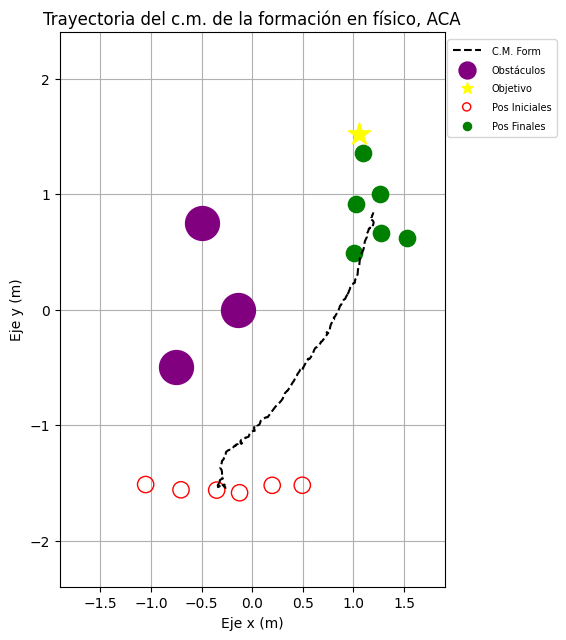 Trayectoria del c.m. de la formación en físico, ACA
C.M. Form
Obstáculos
Objetivo
Pos Iniciales
Pos Finales
Eje y (m)
2
1
0
−1
−2
−1.5 −1.0 −0.5 0.0 0.5 1.0 1.5
Eje x (m)